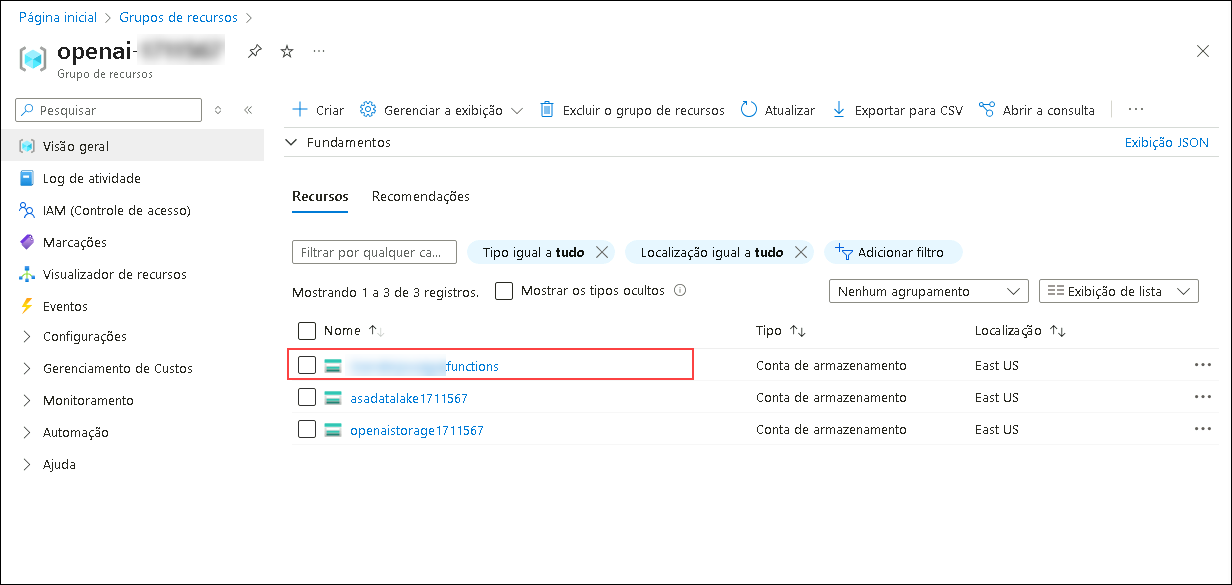 Página inicial > Grupos de recursos >
openai-
Grupo de recursos
Pesquisar
Criar Gerenciar a exibição Excluir o grupo de recursos Atualizar Exportar para CSV Abrir a consulta ...
Visão geral
Log de atividade
IAM (Controle de acesso)
Marcações
Visualizador de recursos
Eventos
Configurações
Gerenciamento de Custos
Monitoramento
Automação
Ajuda
Fundamentos Exibição JSON
Recursos Recomendações
Filtrar por qualquer ca... Tipo igual a tudo Localização igual a tudo Adicionar filtro
Mostrando 1 a 3 de 3 registros. Mostrar os tipos ocultos Nenhum agrupamento Exibição de lista
Nome Tipo Localização
functions Conta de armazenamento East US ...
asadatalake1711567 Conta de armazenamento East US ...
openaistorage1711567 Conta de armazenamento East US ...